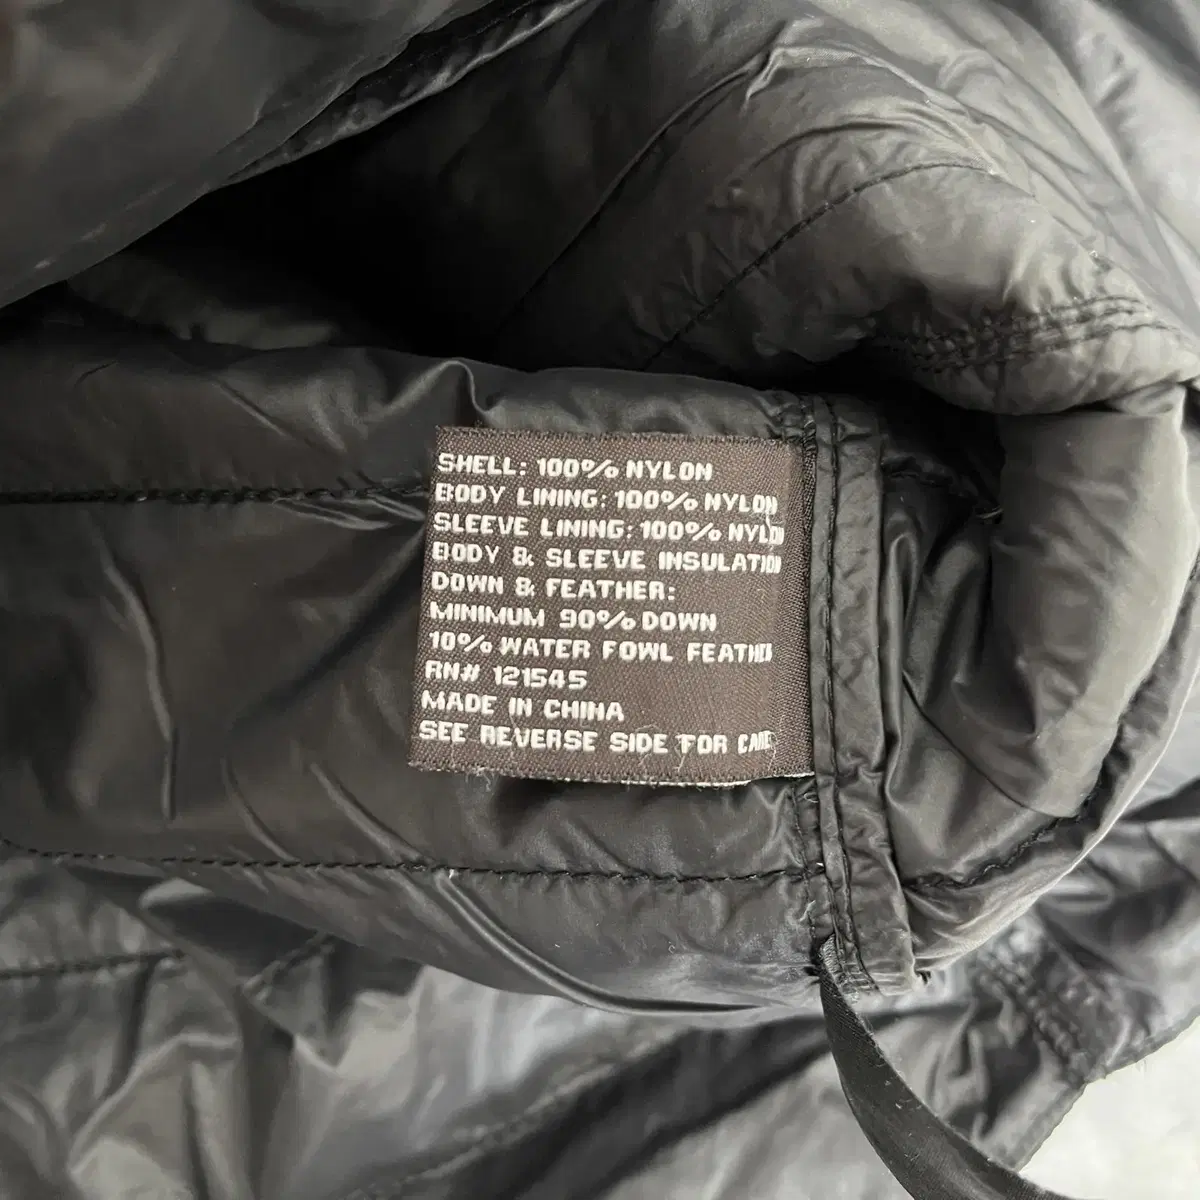 SHELL: 100% NYLON
BODY LINING: 100% NYLON
SLEEVE LINING: 100% NYLON
BODY & SLEEVE INSULATION
DOWN & FEATHER:
MINIMUM 90% DOWN
10% WATER FOWL FEATHER
RN# 121545
MADE IN CHINA
SEE REVERSE SIDE FOR CARE